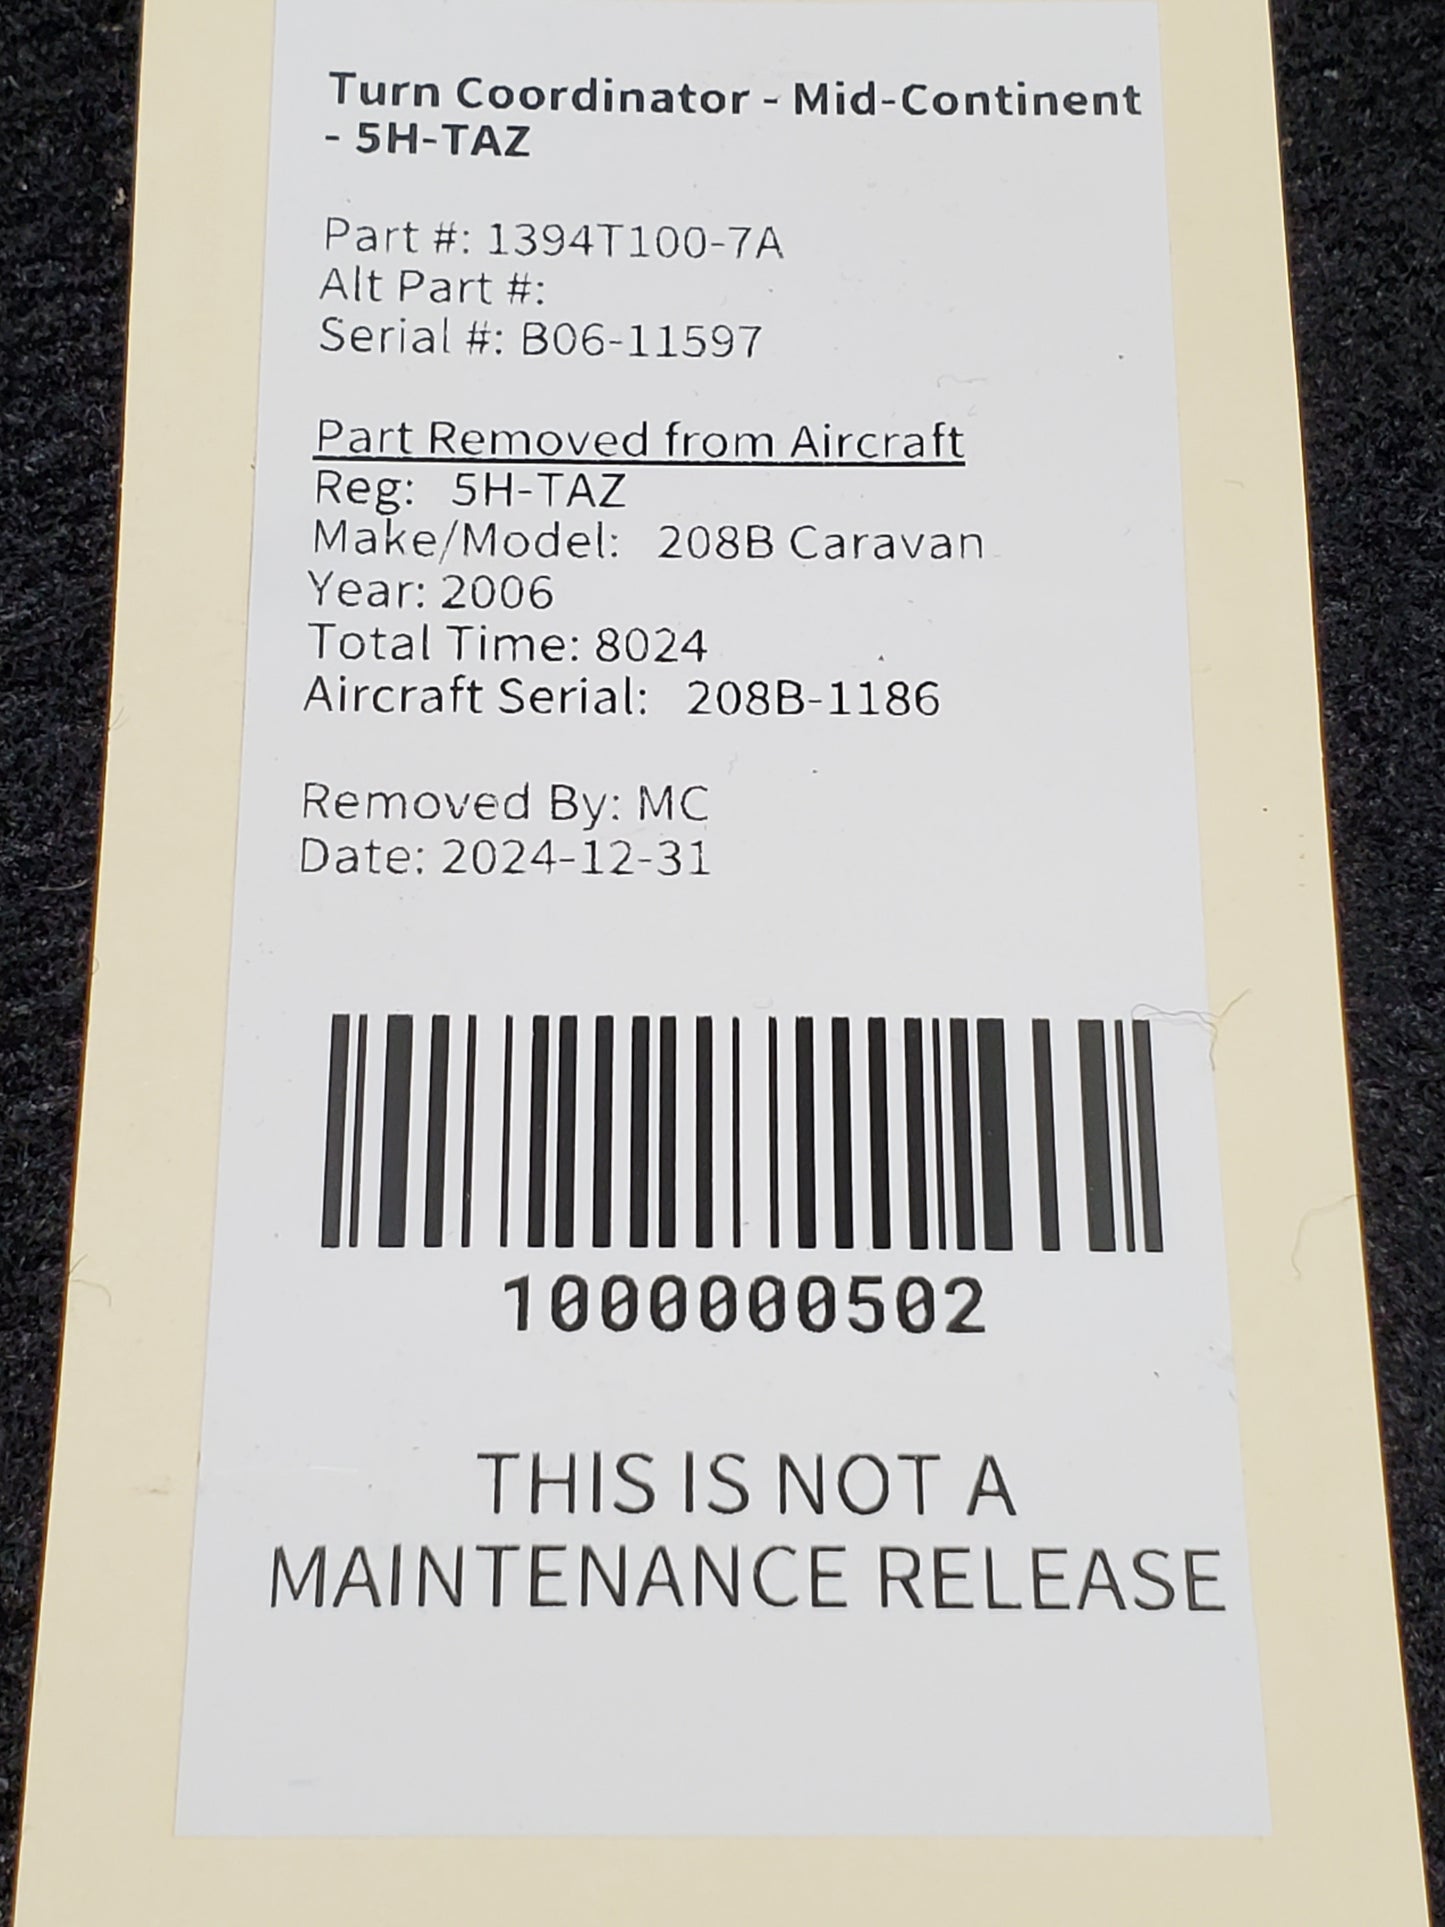 Turn Coordinator - Mid-Continent
- 5H-TAZ
Part #: 1394T100-7A
Alt Part #:
Serial #: B06-11597
Part Removed from Aircraft
Reg: 5H-TAZ
Make/Model: 208B Caravan
Year: 2006
Total Time: 8024
Aircraft Serial: 208B-1186
Removed By: MC
Date: 2024-12-31
1000000502
THIS IS NOT A
MAINTENANCE RELEASE